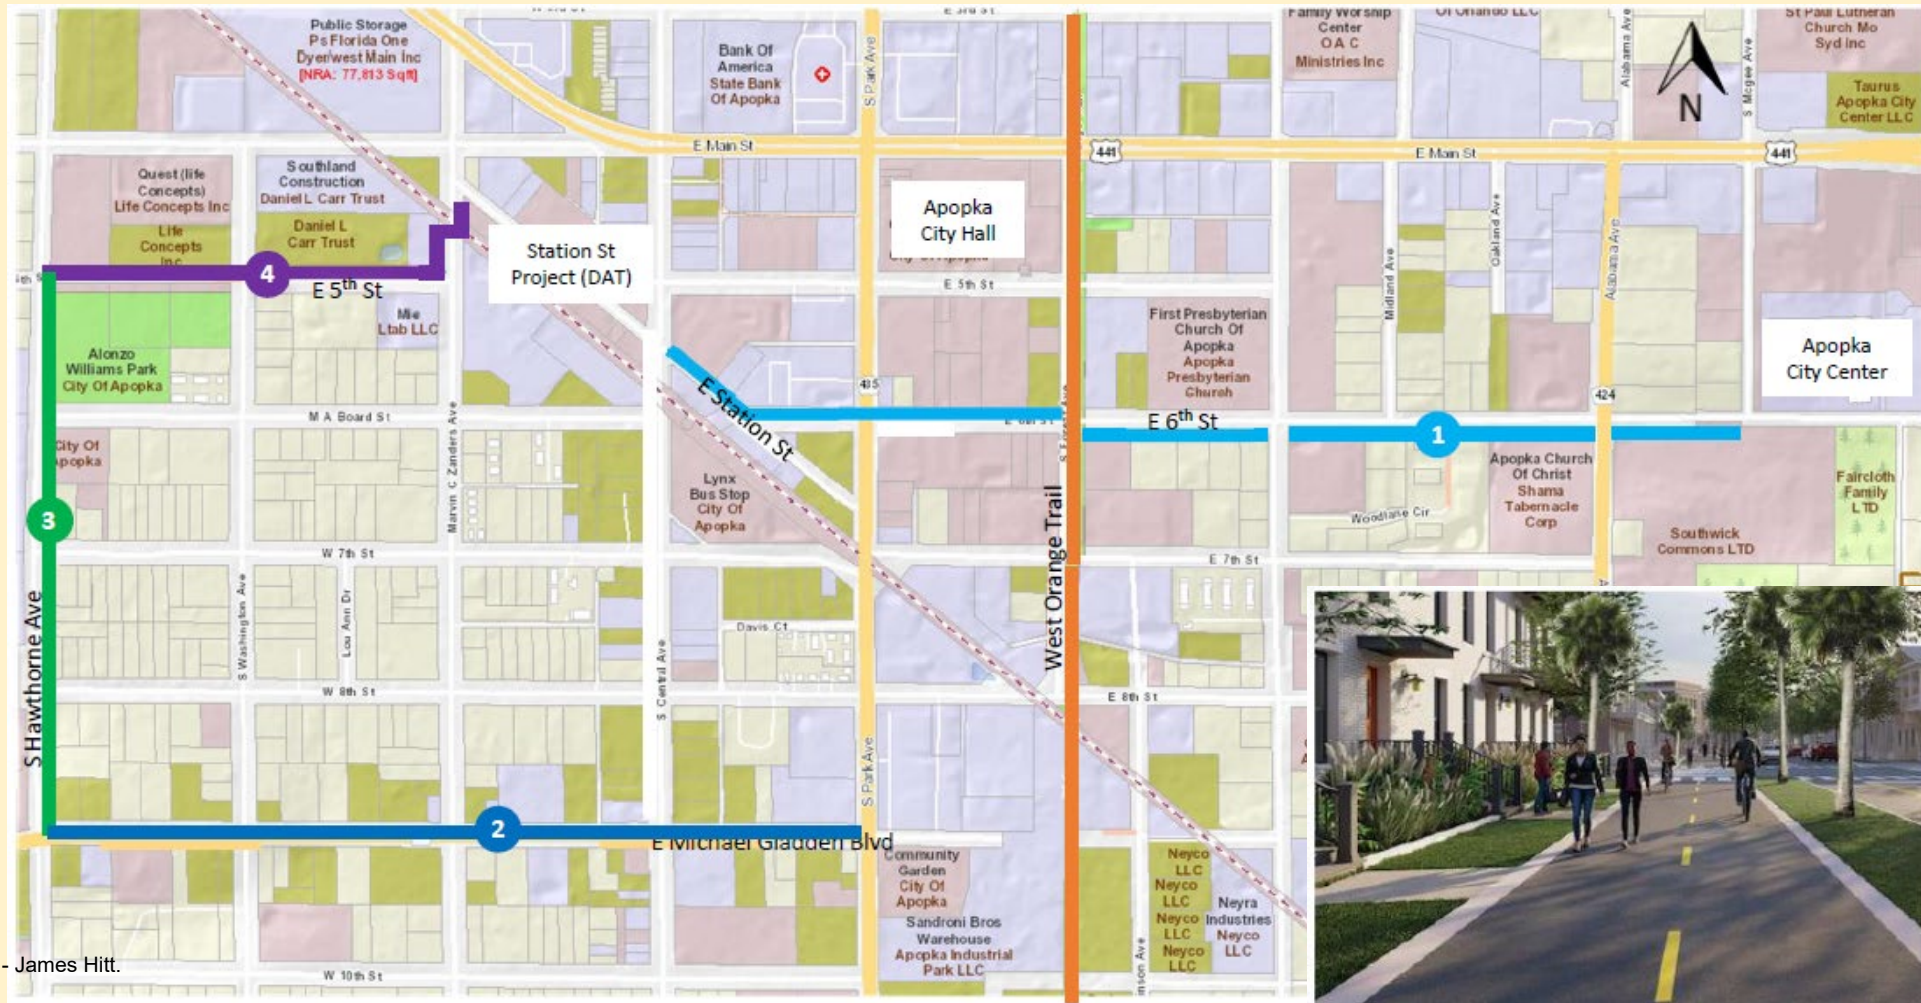 E 3rd St
Public Storage
Ps Florida One
Dyer/west Main Inc
[NRA: 77,813 Sqft]
Bank Of
America
State Bank
Of Apopka
S Park Ave
Family Worship
Center
O A C
Ministries Inc
Of Orlando LLC
Alabama Ave
N
S Mcgee Ave
St Paul Lutheran
Church Mo
Syd Inc
Taurus
Apopka City
Center LLC
E Main St
441
E Main St
441
Quest (life
Concepts)
Life Concepts Inc
Southland
Construction
Daniel L Carr Trust
Life
Concepts
Inc
Daniel L
Carr Trust
Station St
Project (DAT)
Apopka
City Hall
Midland Ave
Oakland Ave
Alabama Ave
4
E 5th St
E 5th St
Mie
Ltab LLC
Alonzo
Williams Park
City Of Apopka
First Presbyterian
Church Of
Apopka
Apopka
Presbyterian
Church
Apopka
City Center
435
424
M A Board St
Marvin C Zanders Ave
E Station St
E 6th St
1
City Of
Apopka
Lynx
Bus Stop
City Of
Apopka
Apopka Church
Of Christ
Shama
Tabernacle
Corp
Woodlane Cir
Southwick
Commons LTD
Faircloth
Family
LTD
3
West Orange Trail
W 7th St
E 7th St
S Hawthorne Ave
S Washington Ave
Lou Ann Dr
S Central Ave
Davis Ct
W 8th St
E 8th St
S Park Ave
2
E Michael Gladden Blvd
Community
Garden
City Of
Apopka
Sandroni Bros
Warehouse
Apopka Industrial
Park LLC
Neyco
LLC
Neyco
LLC
Neyco
LLC
Neyco
LLC
Neyra
Industries
Neyco
LLC
- James Hitt.
W 10th St